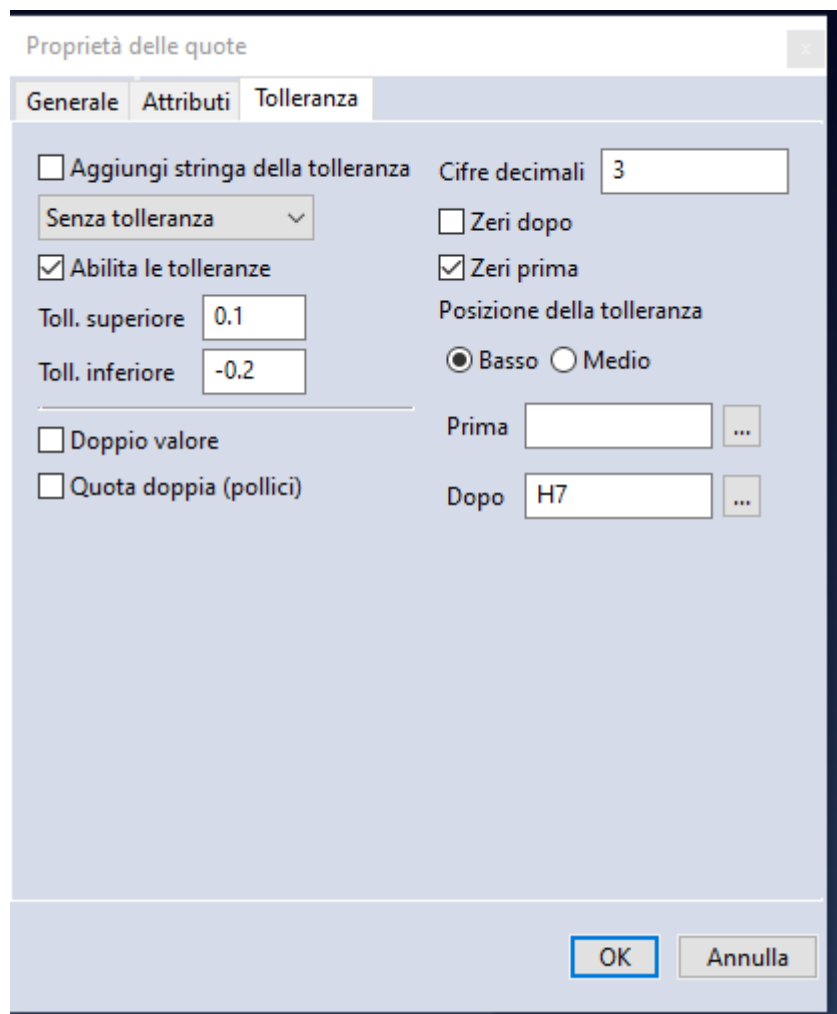 Proprietà delle quote
x
Generale Attributi Tolleranza
Aggiungi stringa della tolleranza
Cifre decimali 3
Senza tolleranza
Zeri dopo
Abilita le tolleranze
Zeri prima
Toll. superiore 0.1
Posizione della tolleranza
Toll. inferiore -0.2
Basso Medio
Prima ...
Doppio valore
Quota doppia (pollici)
Dopo H7 ...
OK Annulla